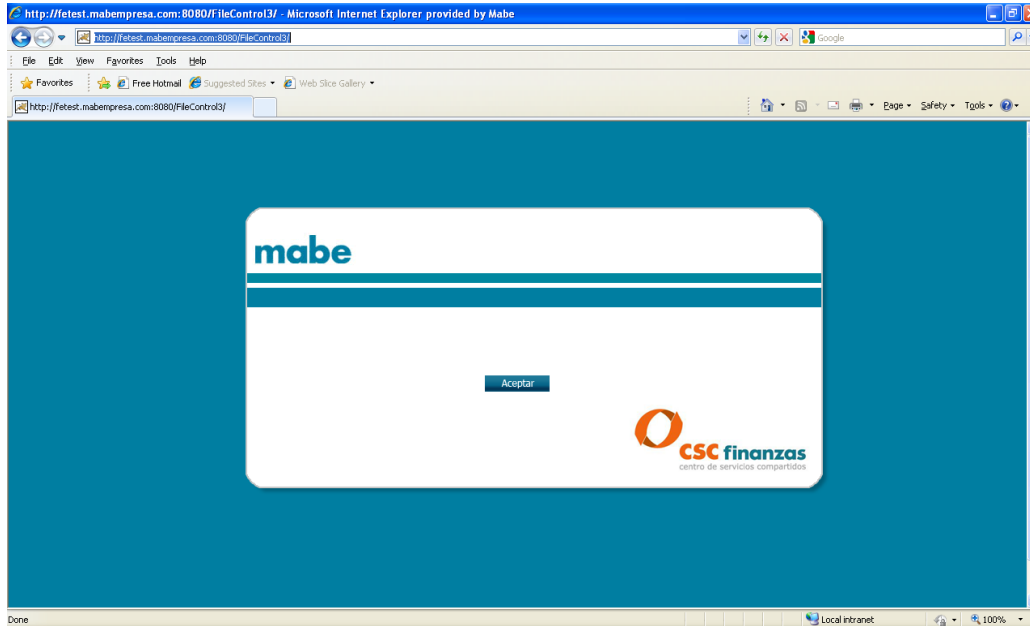 http://fetest.mabempresa.com:8080/FileControl3/ - Microsoft Internet Explorer provided by Mabe
http://fetest.mabempresa.com:8080/FileControl3/
Google
File Edit View Favorites Tools Help
Favorites Free Hotmail Suggested Sites Web Slice Gallery
http://fetest.mabempresa.com:8080/FileControl3/
Page Safety Tools
mabe
Aceptar
CSC finanzas
centro de servicios compartidos
Done Local intranet 100%